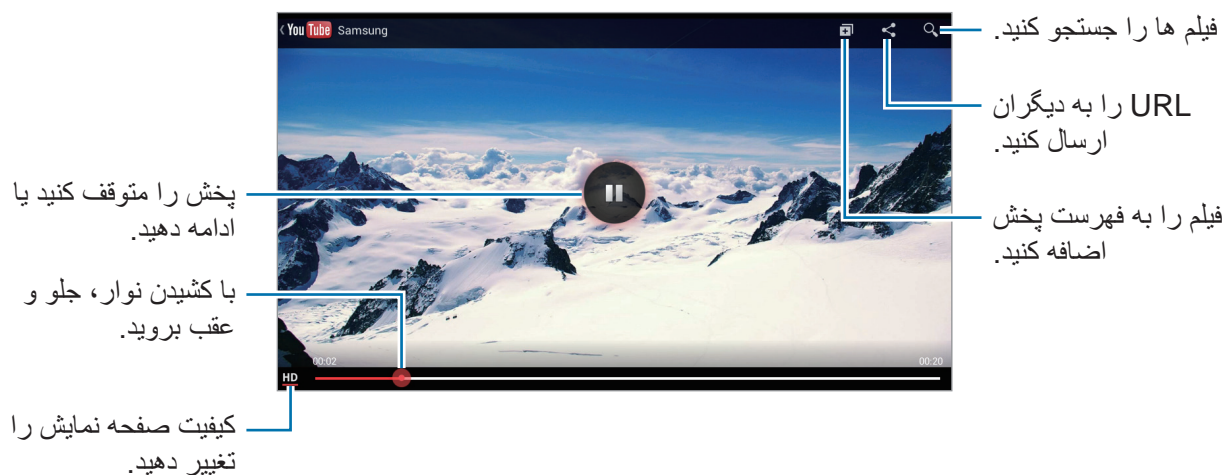 You Tube Samsung
فیلم ها را جستجو کنید.
URL را به دیگران
ارسال کنید.
فیلم را به فهرست پخش
اضافه کنید.
پخش را متوقف کنید یا
ادامه دهید.
با کشیدن نوار، جلو و
عقب بروید.
00:02
00:20
HD
کیفیت صفحه نمایش را
تغییر دهید.